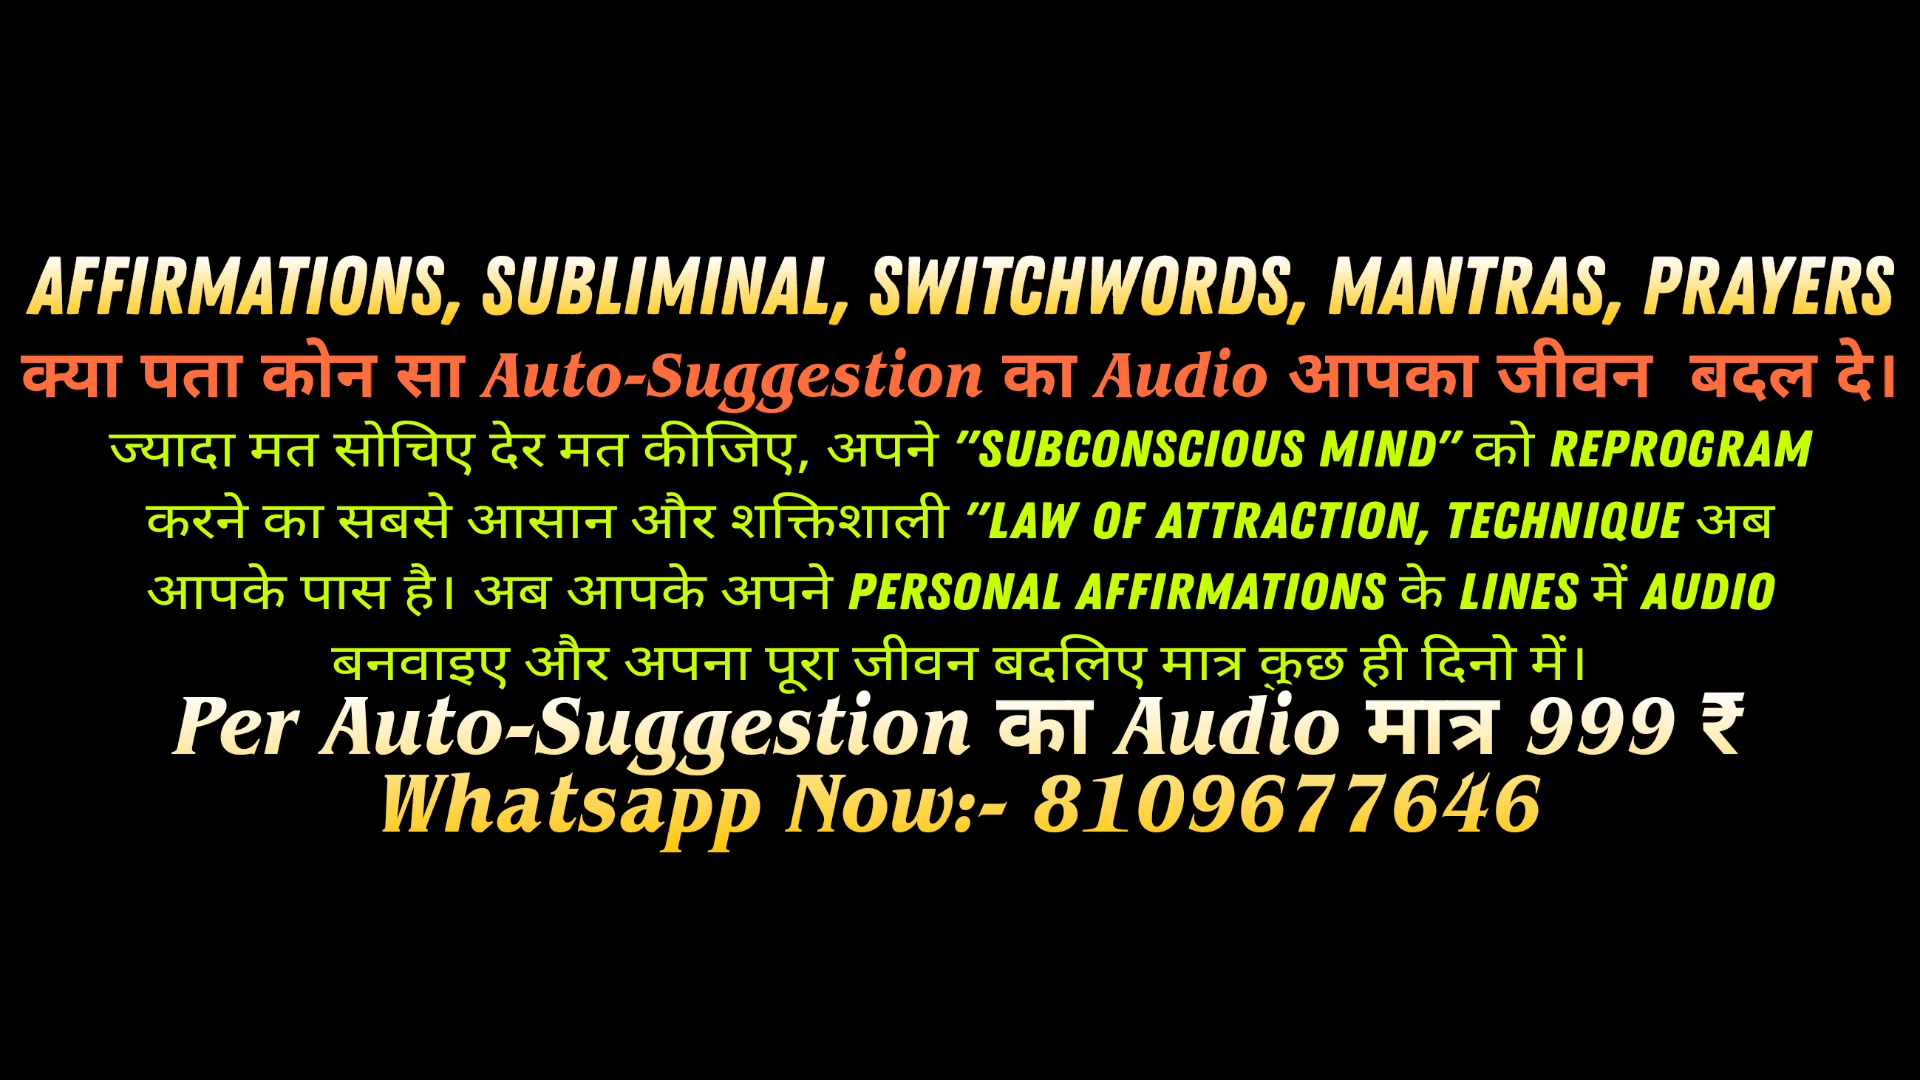 AFFIRMATIONS, SUBLIMINAL, SWITCHWORDS, MANTRAS, PRAYERS
क्या पता कोन सा Auto-Suggestion का Audio आपका जीवन बदल दे।
ज्यादा मत सोचिए देर मत कीजिए, अपने "SUBCONSCIOUS MIND" को REPROGRAM
करने का सबसे आसान और शक्तिशाली "LAW OF ATTRACTION, TECHNIQUE अब
आपके पास है। अब आपके अपने PERSONAL AFFIRMATIONS के LINES में AUDIO
बनवाइए और अपना पूरा जीवन बदलिए मात्र कुछ ही दिनो में।
Per Auto-Suggestion का Audio मात्र 999 ₹
Whatsapp Now:- 8109677646